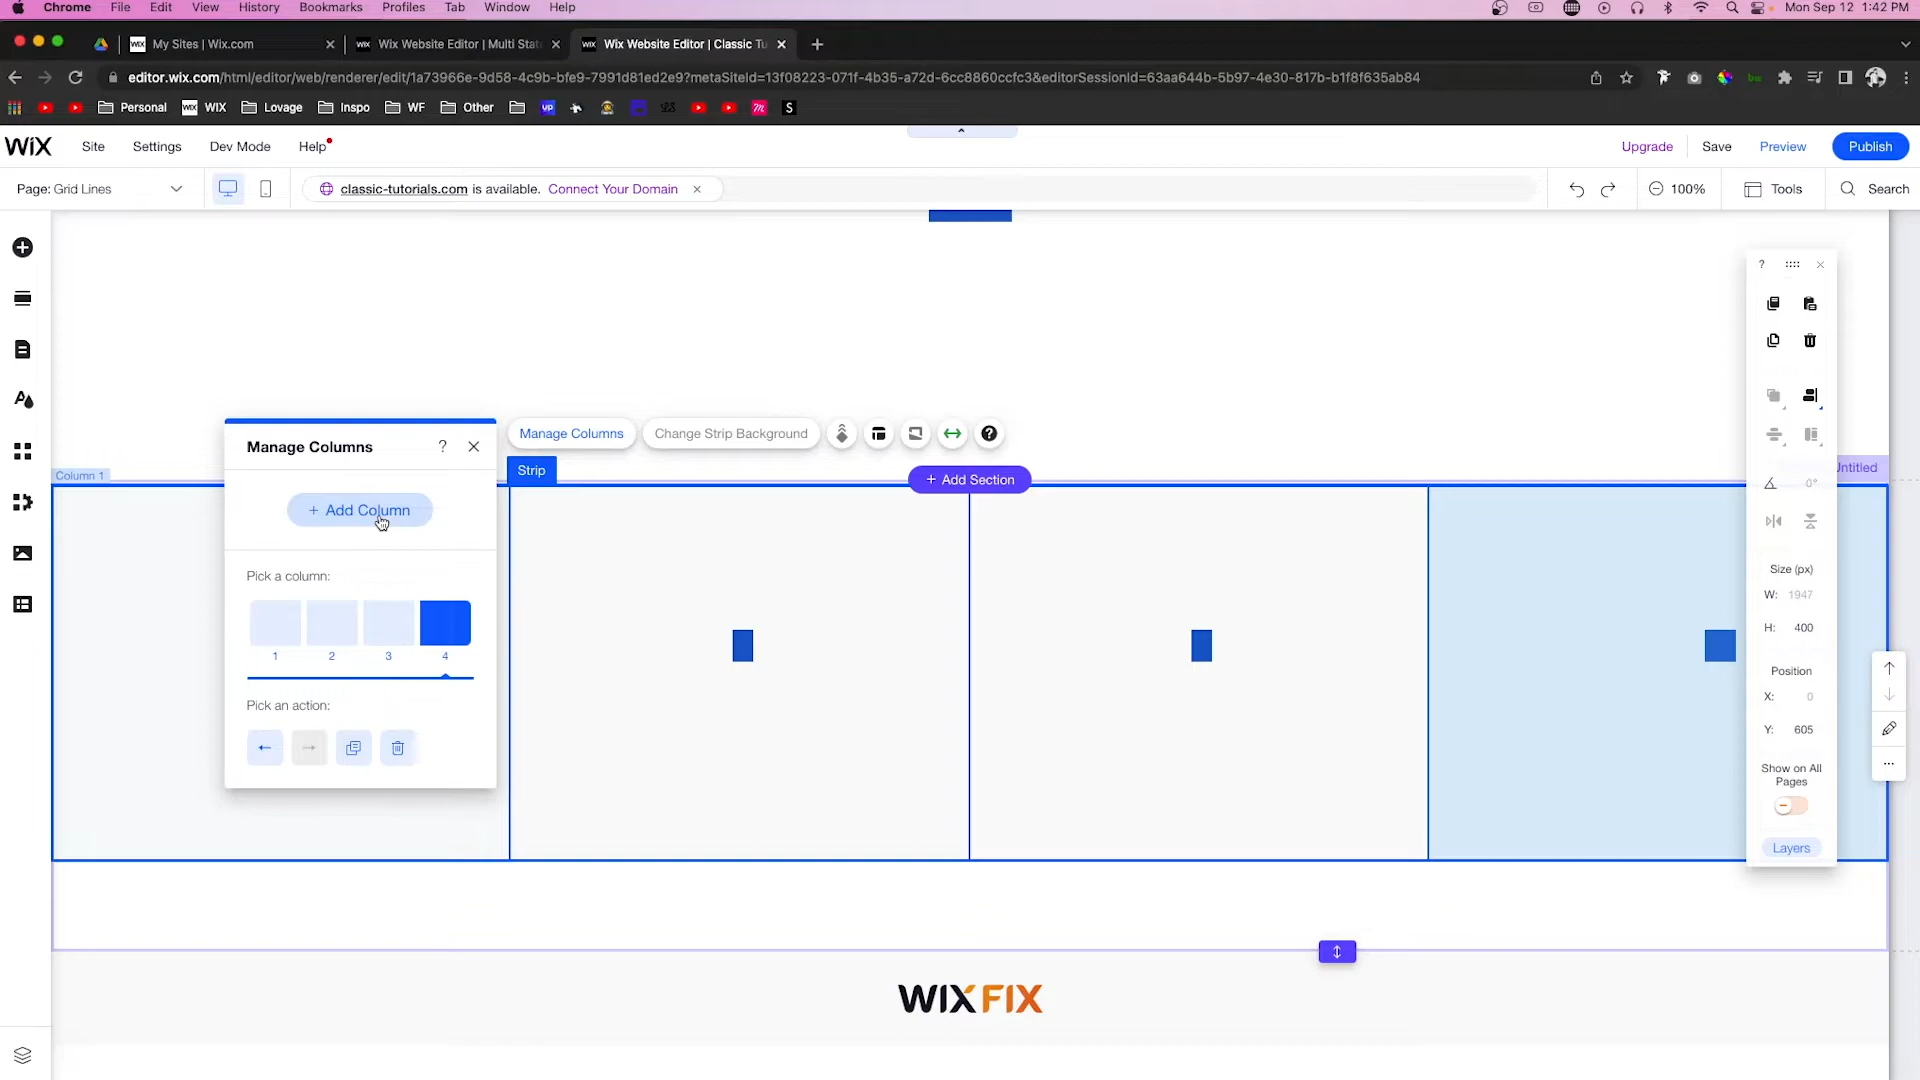 Chrome File Edit View History Bookmarks Profiles Tab Window Help Mon Sep 12 1:42 PM
My Sites | Wix.com Wix Website Editor | Multi Stat Wix Website Editor | Classic Tu
editor.wix.com/html/editor/web/renderer/edit/1a73966e-9d58-4c9b-bfe9-7991d81ed2e9?metaSiteId=13f08223-071f-4b35-a72d-6cc8860ccfc3&editorSessionId=63aa644b-5b97-4e30-817b-b1f8f635ab84
Personal WIX Lovage Inspo WF Other
WiX Site Settings Dev Mode Help Upgrade Save Preview Publish
Page: Grid Lines classic-tutorials.com is available. Connect Your Domain 100% Tools Search
Manage Columns ?
Manage Columns Change Strip Background ?
Column 1 Strip + Add Section Untitled
+ Add Column
Pick a column:
1 2 3 4
Pick an action:
?
0°
Size (px)
W: 1947
H: 400
Position
X: 0
Y: 605
Show on All
Pages
Layers
WIXFIX